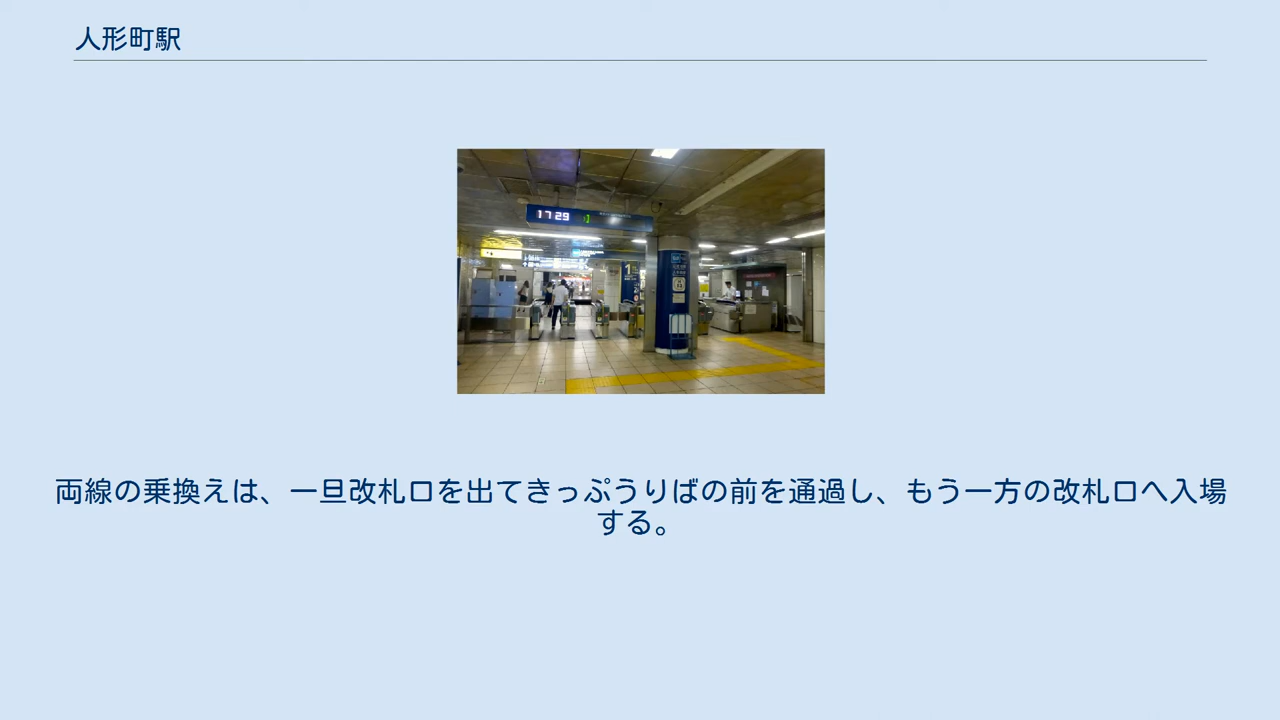 人形町駅
17 29
1
両線の乗換えは、一旦改札口を出てきっぷうりばの前を通過し、もう一方の改札口へ入場
する。